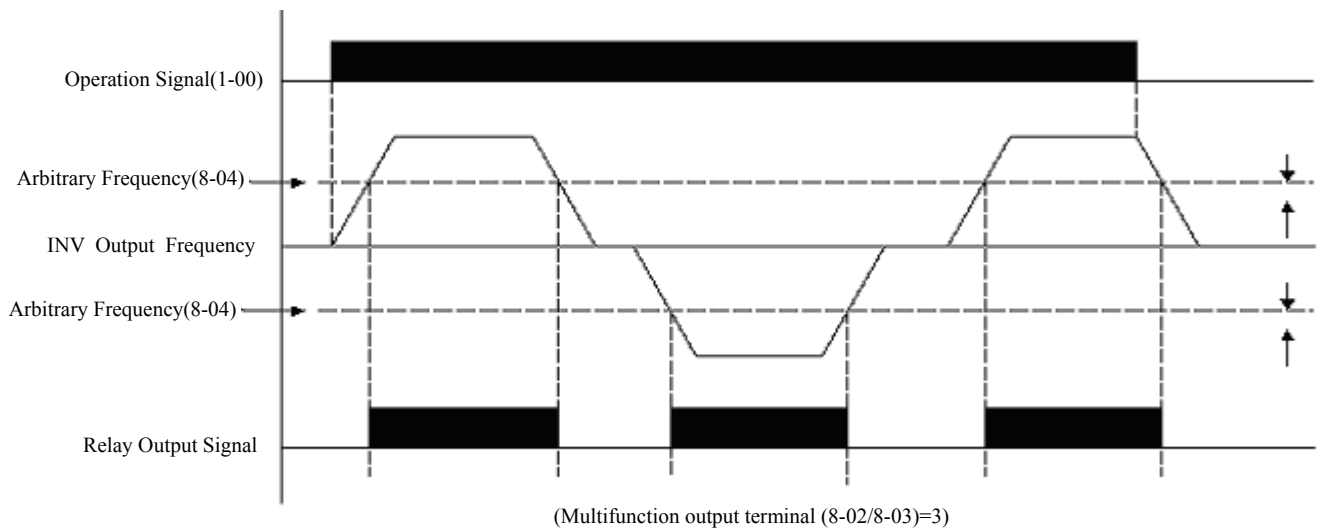 Operation Signal(1-00)
Arbitrary Frequency(8-04)
INV Output Frequency
Arbitrary Frequency(8-04)
Relay Output Signal
(Multifunction output terminal (8-02/8-03)=3)